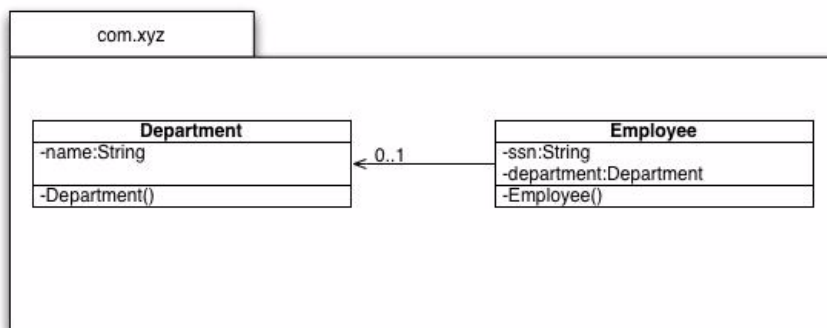 com.xyz
Department
-name:String
-Department()
0..1
Employee
-ssn:String
-department:Department
-Employee()